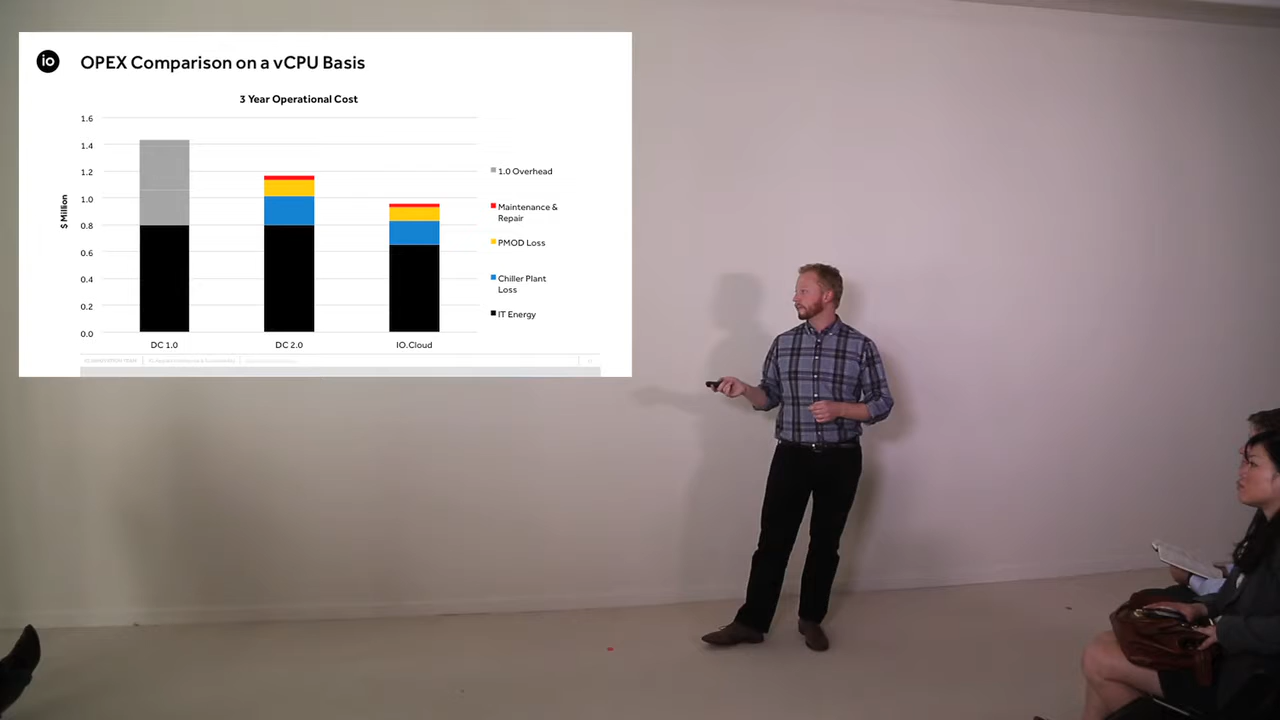 io
OPEX Comparison on a vCPU Basis
3 Year Operational Cost
1.6
1.4
1.2
1.0
0.8
0.6
0.4
0.2
0.0
$ Million
DC 1.0
DC 2.0
IO.Cloud
1.0 Overhead
Maintenance &
Repair
PMOD Loss
Chiller Plant
Loss
IT Energy